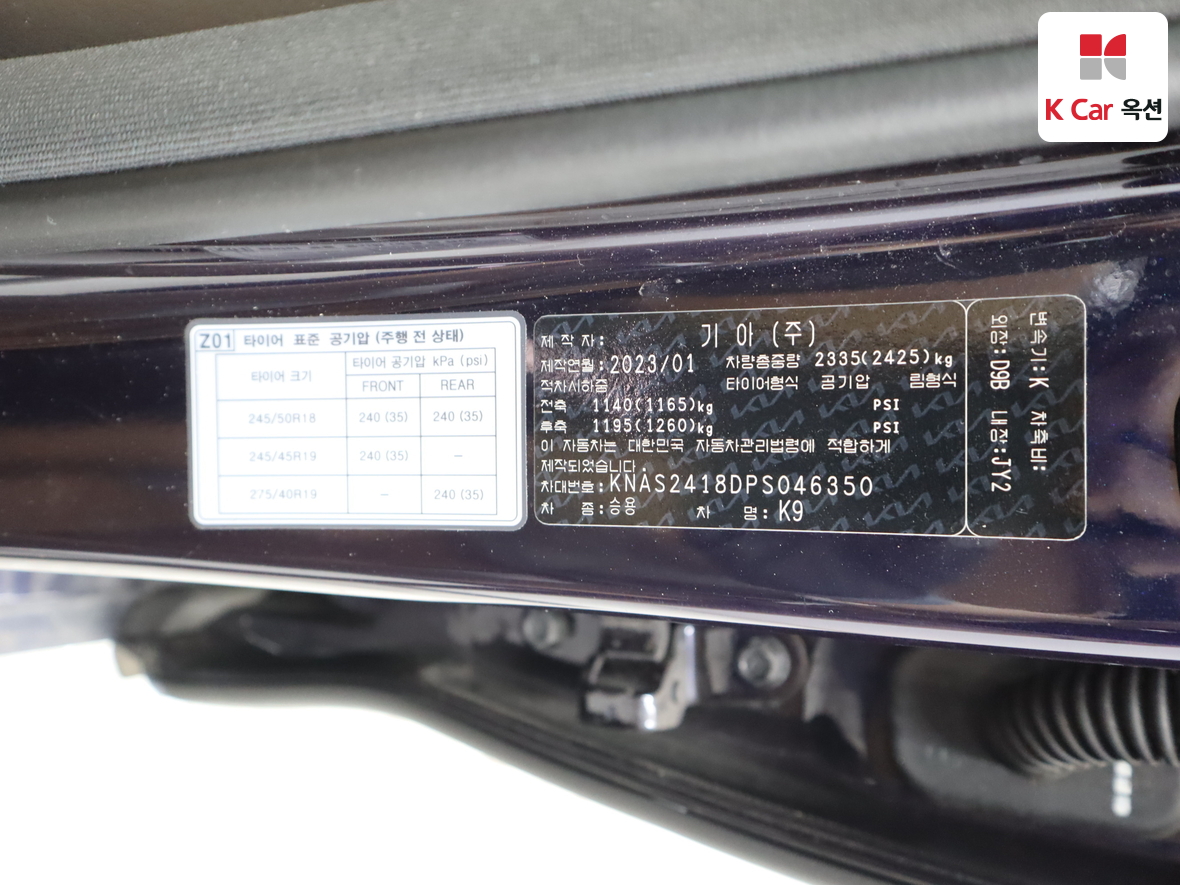 K Car 옥션
Z01 타이어 표준 공기압 (주행 전 상태)
타이어 크기 타이어 공기압 kPa (psi)
FRONT REAR
245/50R18 240 (35) 240 (35)
245/45R19 240 (35) –
275/40R19 – 240 (35)
제 작 자: 기 아 (주)
제작연월: 2023/01 차량총중량 2335(2425)kg
적차시하중 타이어형식 공기압 림형식
전축 1140(1165)kg PSI
후축 1195(1260)kg PSI
이 자동차는 대한민국 자동차관리법령에 적합하게
제작되었습니다.
차대번호: KNAS2418DPS046350
차 종: 승용 차 명: K9
변속기: K 차축비:
외장: D9B 내장: JY2